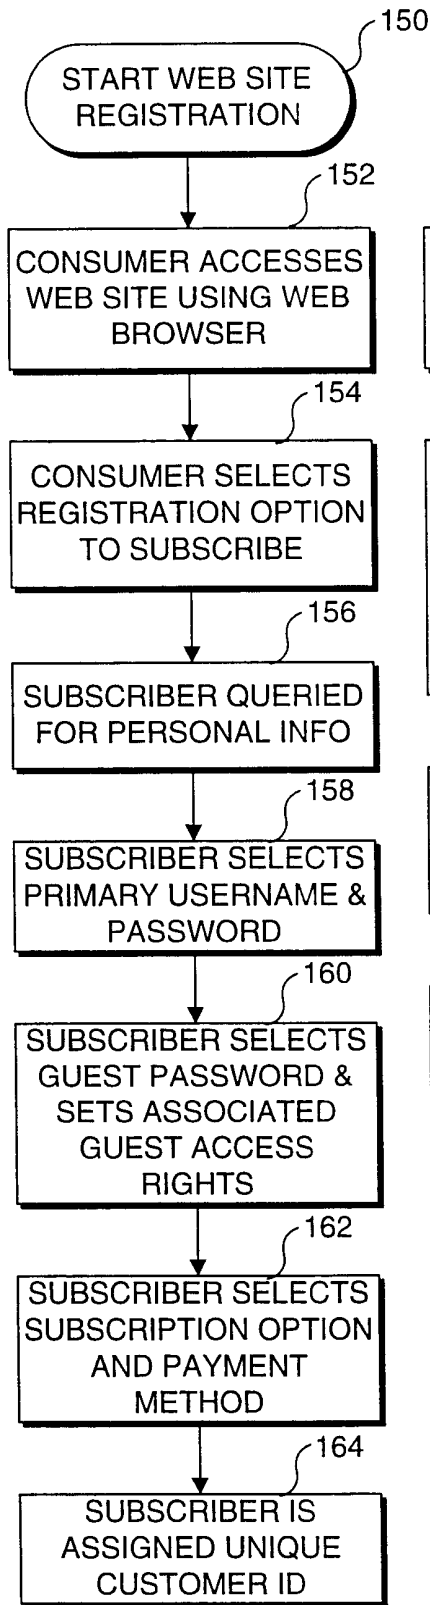 150
START WEB SITE
REGISTRATION
152
CONSUMER ACCESSES
WEB SITE USING WEB
BROWSER
154
CONSUMER SELECTS
REGISTRATION OPTION
TO SUBSCRIBE
156
SUBSCRIBER QUERIED
FOR PERSONAL INFO
158
SUBSCRIBER SELECTS
PRIMARY USERNAME &
PASSWORD
160
SUBSCRIBER SELECTS
GUEST PASSWORD &
SETS ASSOCIATED
GUEST ACCESS
RIGHTS
162
SUBSCRIBER SELECTS
SUBSCRIPTION OPTION
AND PAYMENT
METHOD
164
SUBSCRIBER IS
ASSIGNED UNIQUE
CUSTOMER ID